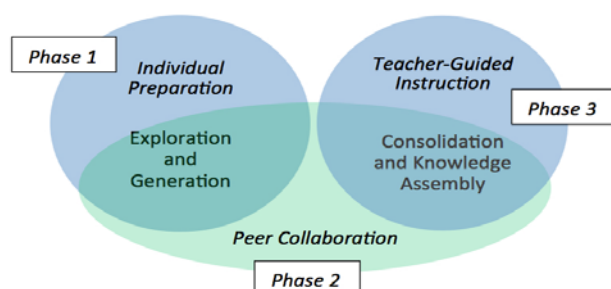 Phase 1
Individual
Preparation
Exploration
and
Generation
Teacher-Guided
Instruction
Phase 3
Consolidation
and Knowledge
Assembly
Peer Collaboration
Phase 2